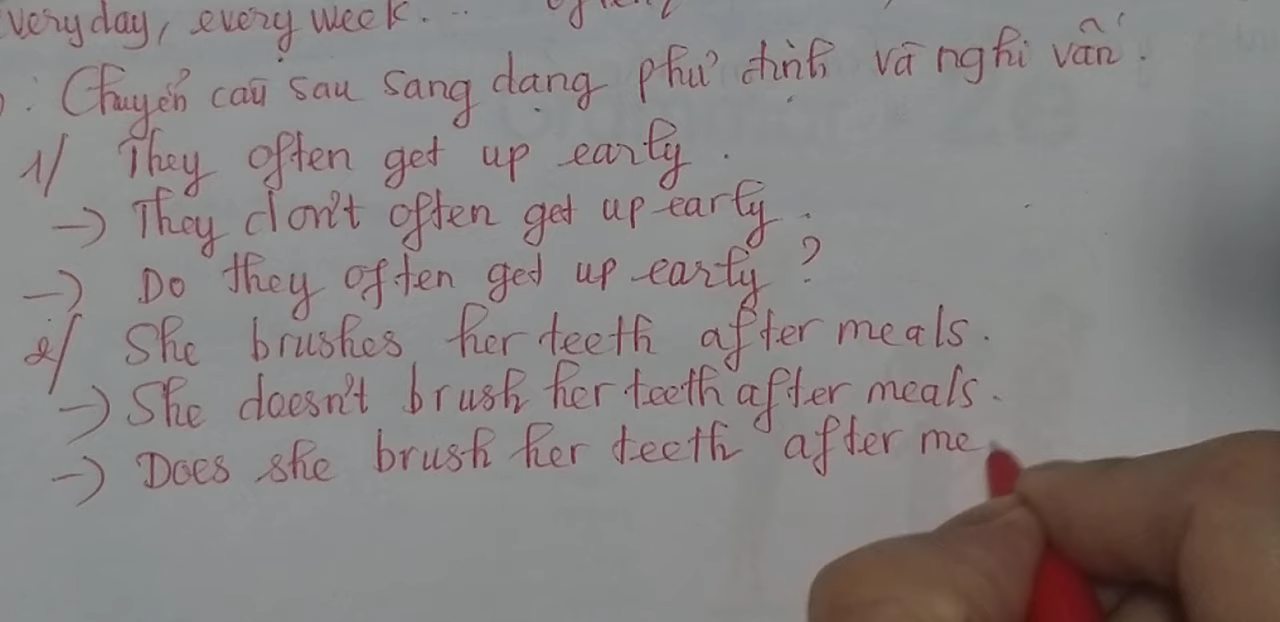 very day, every week...
: Chuyển câu sau sang dạng phủ định và nghi vấn.
1/ They often get up early.
-> They don't often get up early.
-> Do they often get up early?
2/ She brushes her teeth after meals.
-> She doesn't brush her teeth after meals.
-> Does she brush her teeth after me